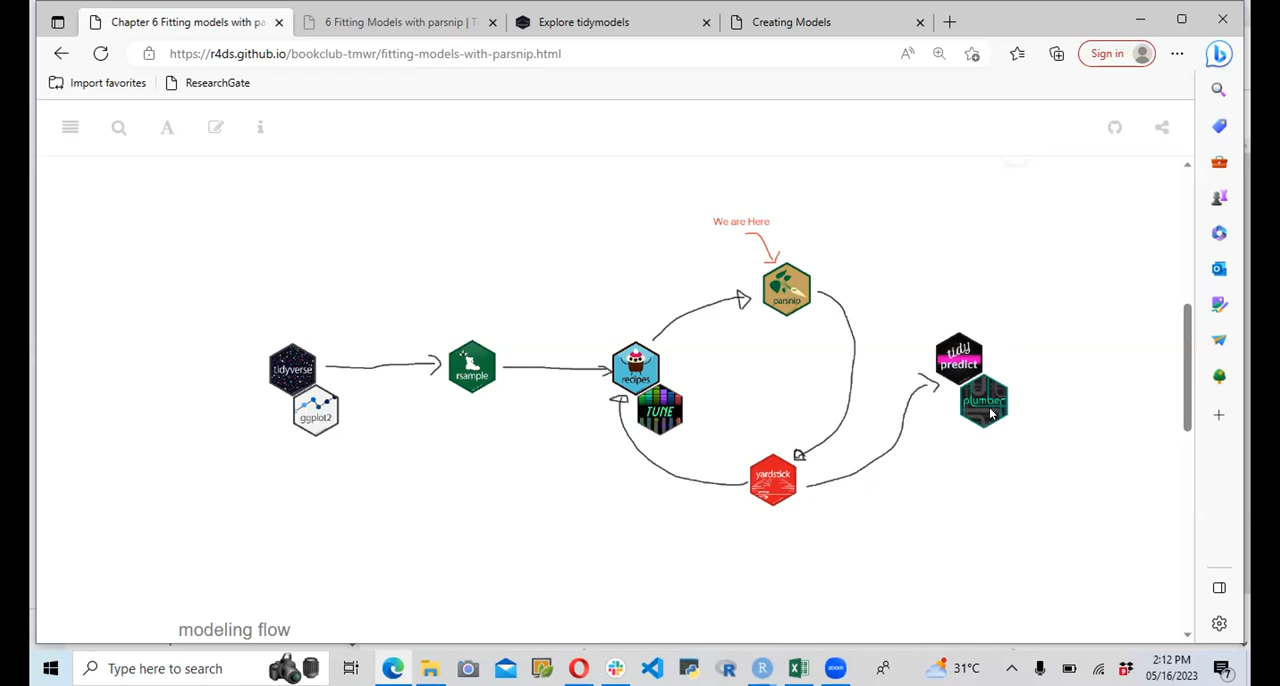 Chapter 6 Fitting models with pa
6 Fitting Models with parsnip | Ti
Explore tidymodels
Creating Models
https://r4ds.github.io/bookclub-tmwr/fitting-models-with-parsnip.html
Sign in
Import favorites
ResearchGate
We are Here
parsnip
tidyverse
ggplot2
rsample
recipes
TUNE
tidy
predict
plumber
yardstick
modeling flow
Type here to search
31°C
2:12 PM
05/16/2023